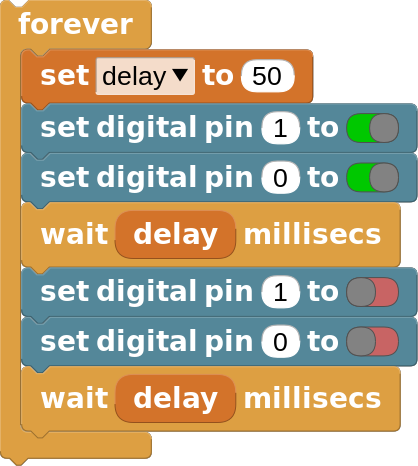 forever
set delay to 50
set digital pin 1 to
set digital pin 0 to
wait delay millisecs
set digital pin 1 to
set digital pin 0 to
wait delay millisecs